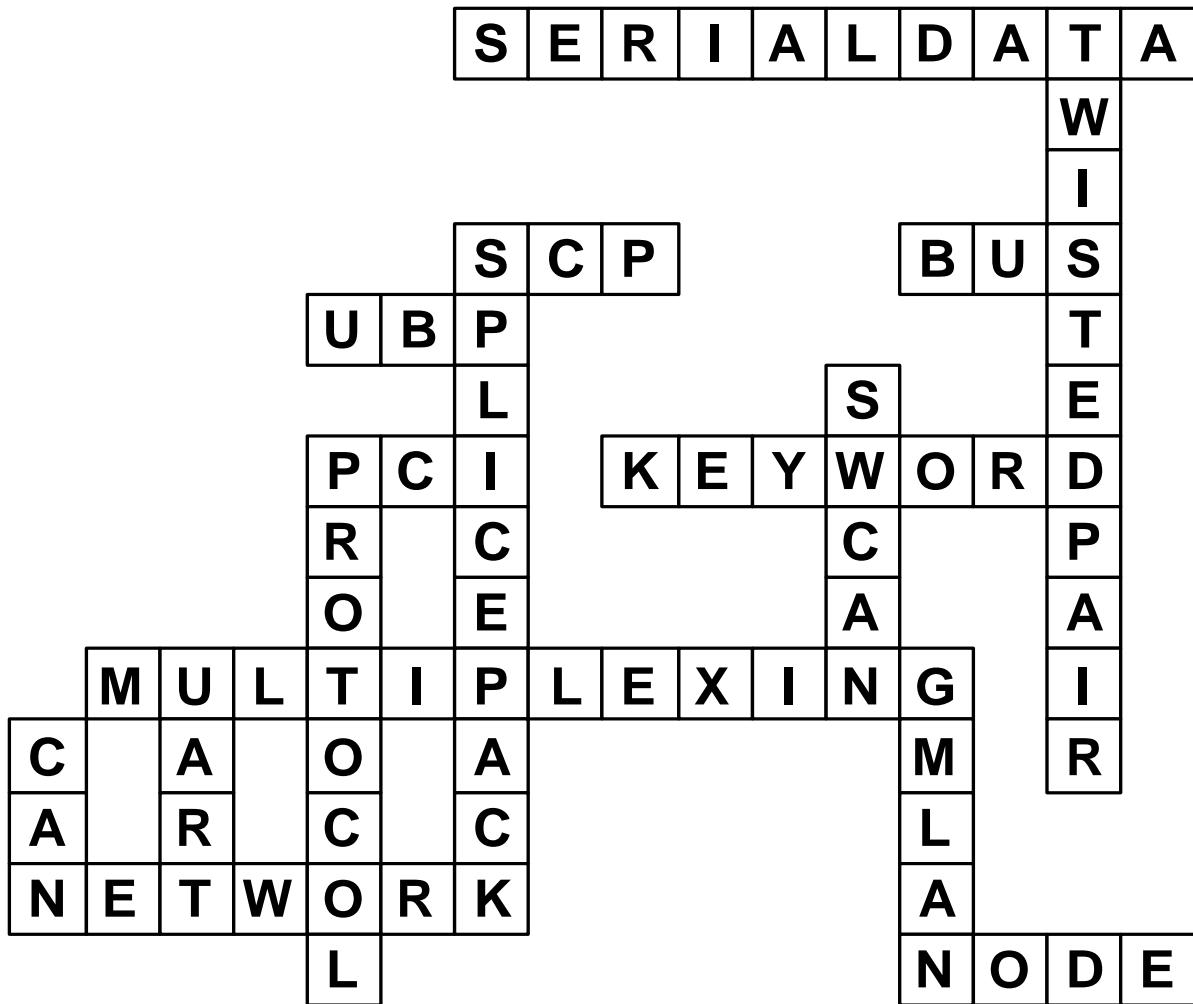 SERIALDATA
W
I
SCP BUS
UBP T
L S E
PCI KEYWORD
R C C P
O E A A
MULTIPLEXING I
C A O A M R
A R C C L
NETWORK A
L NODE